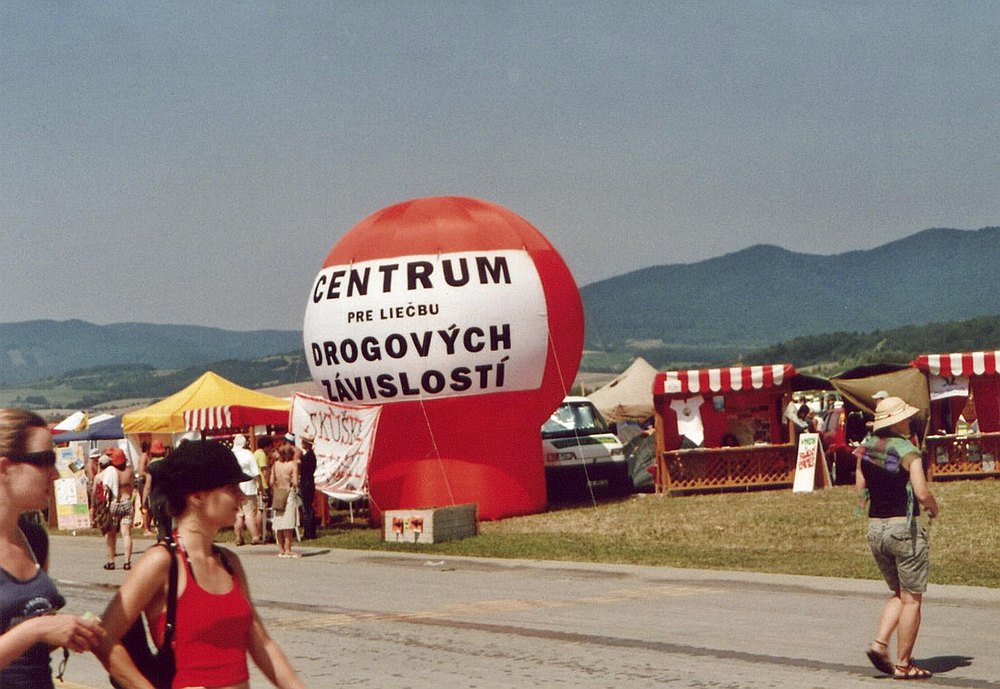 CENTRUM
PRE LIEČBU
DROGOVÝCH
ZÁVISLOSTÍ